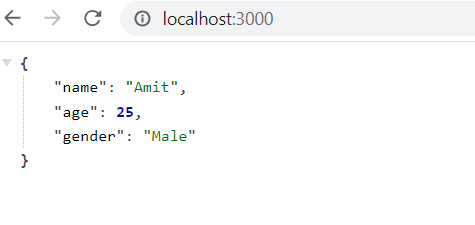 localhost:3000
{
"name": "Amit",
"age": 25,
"gender": "Male"
}